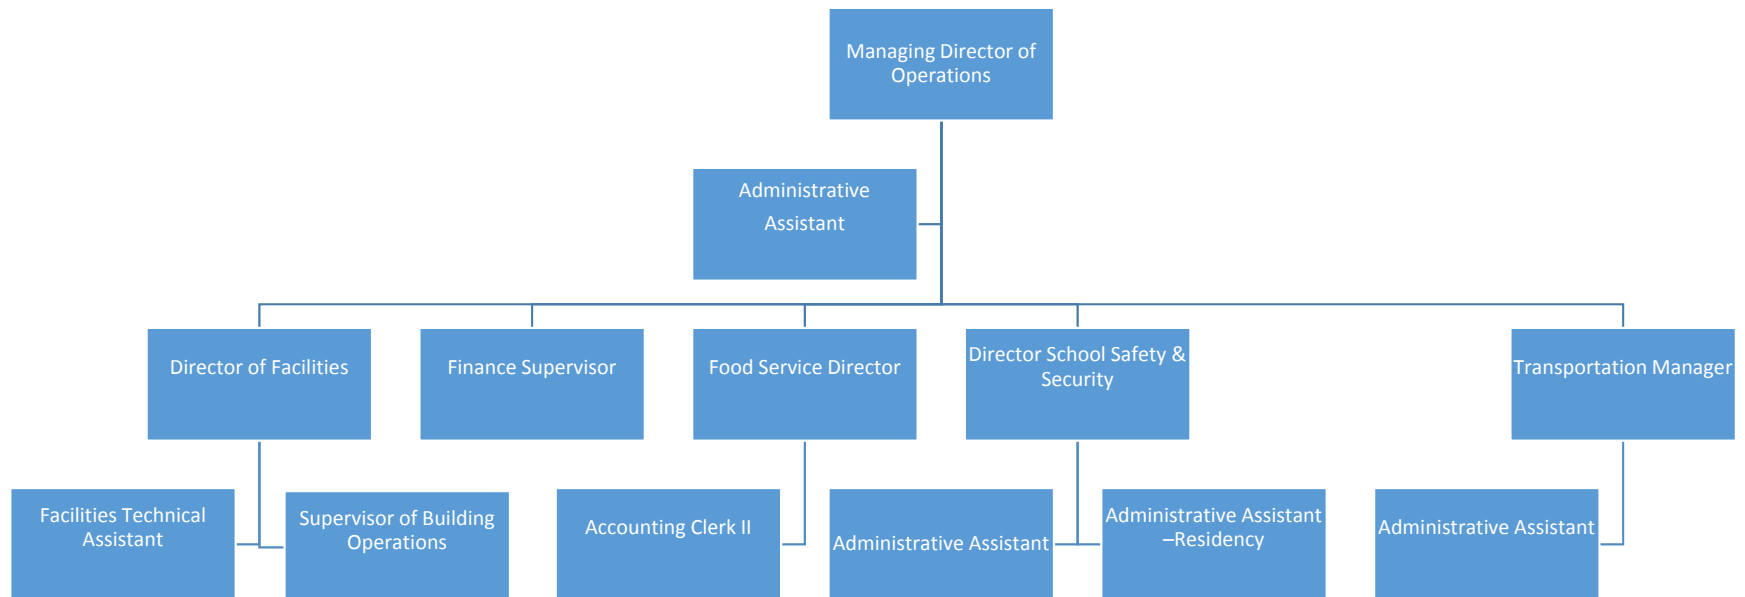 Managing Director of
Operations
Administrative
Assistant
Director of Facilities
Finance Supervisor
Food Service Director
Director School Safety &
Security
Transportation Manager
Facilities Technical
Assistant
Supervisor of Building
Operations
Accounting Clerk II
Administrative Assistant
Administrative Assistant
–Residency
Administrative Assistant